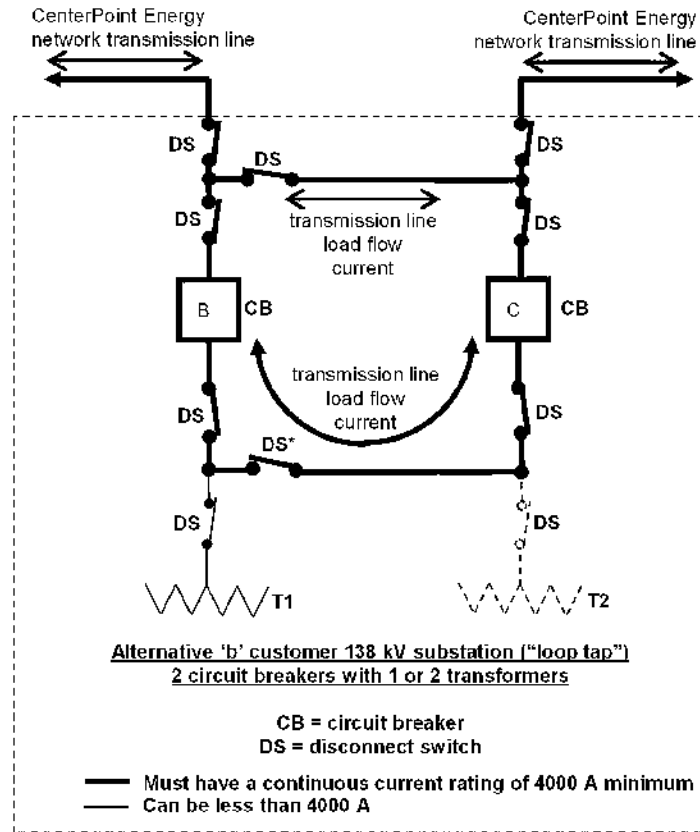 CenterPoint Energy
network transmission line
CenterPoint Energy
network transmission line
DS
DS
DS
transmission line
load flow
current
DS
DS
B
CB
C
CB
transmission line
load flow
current
DS
DS
DS*
DS
DS
T1
T2
Alternative ‘b’ customer 138 kV substation (“loop tap”)
2 circuit breakers with 1 or 2 transformers
CB = circuit breaker
DS = disconnect switch
Must have a continuous current rating of 4000 A minimum
Can be less than 4000 A